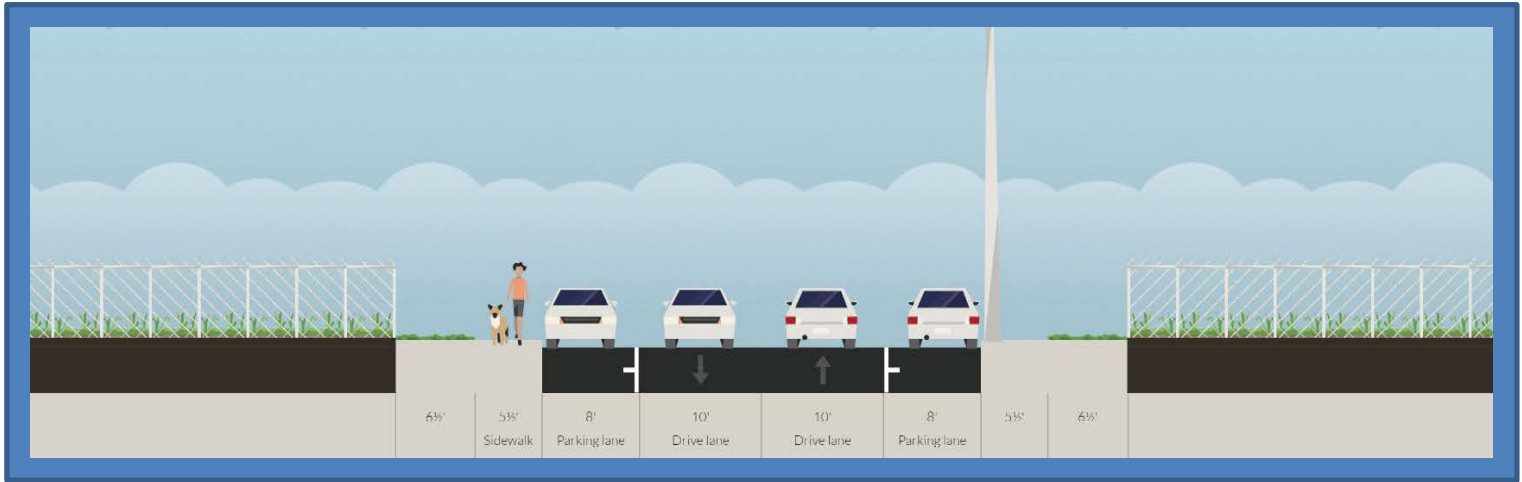 6½' 5½' 8' 10' 10' 8' 5½' 6½'
Sidewalk Parking lane Drive lane Drive lane Parking lane